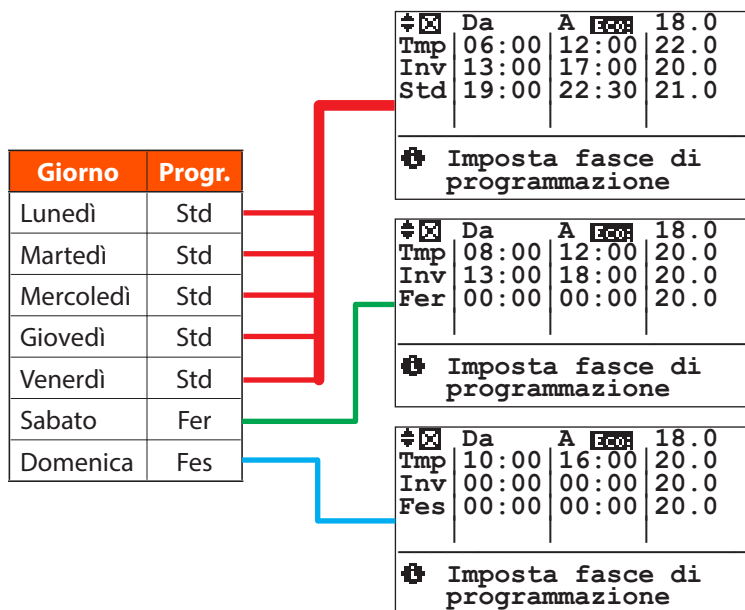 Giorno Progr.
Lunedì Std
Martedì Std
Mercoledì Std
Giovedì Std
Venerdì Std
Sabato Fer
Domenica Fes
Da A Eco: 18.0
Tmp 06:00 12:00 22.0
Inv 13:00 17:00 20.0
Std 19:00 22:30 21.0
Imposta fasce di
programmazione
Da A Eco: 18.0
Tmp 08:00 12:00 20.0
Inv 13:00 18:00 20.0
Fer 00:00 00:00 20.0
Imposta fasce di
programmazione
Da A Eco: 18.0
Tmp 10:00 16:00 20.0
Inv 00:00 00:00 20.0
Fes 00:00 00:00 20.0
Imposta fasce di
programmazione